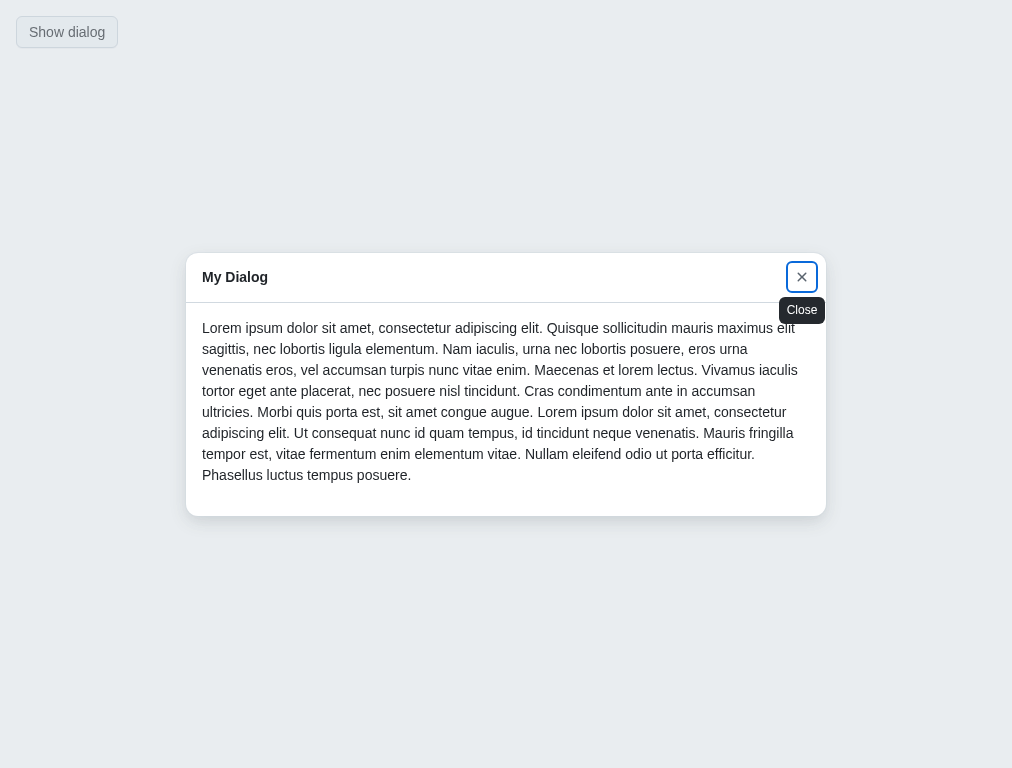 Show dialog
My Dialog
Close
Lorem ipsum dolor sit amet, consectetur adipiscing elit. Quisque sollicitudin mauris maximus elit
sagittis, nec lobortis ligula elementum. Nam iaculis, urna nec lobortis posuere, eros urna
venenatis eros, vel accumsan turpis nunc vitae enim. Maecenas et lorem lectus. Vivamus iaculis
tortor eget ante placerat, nec posuere nisl tincidunt. Cras condimentum ante in accumsan
ultricies. Morbi quis porta est, sit amet congue augue. Lorem ipsum dolor sit amet, consectetur
adipiscing elit. Ut consequat nunc id quam tempus, id tincidunt neque venenatis. Mauris fringilla
tempor est, vitae fermentum enim elementum vitae. Nullam eleifend odio ut porta efficitur.
Phasellus luctus tempus posuere.